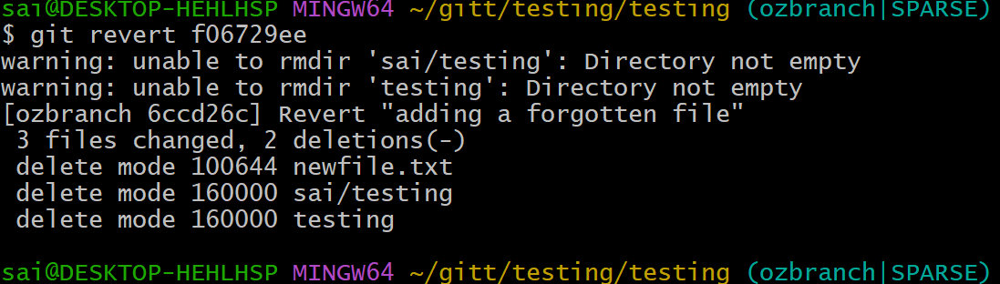 sai@DESKTOP-HEHLHSP MINGW64 ~/gitt/testing/testing (ozbranch|SPARSE)
$ git revert f06729ee
warning: unable to rmdir 'sai/testing': Directory not empty
warning: unable to rmdir 'testing': Directory not empty
[ozbranch 6ccd26c] Revert "adding a forgotten file"
 3 files changed, 2 deletions(-)
 delete mode 100644 newfile.txt
 delete mode 160000 sai/testing
 delete mode 160000 testing
sai@DESKTOP-HEHLHSP MINGW64 ~/gitt/testing/testing (ozbranch|SPARSE)